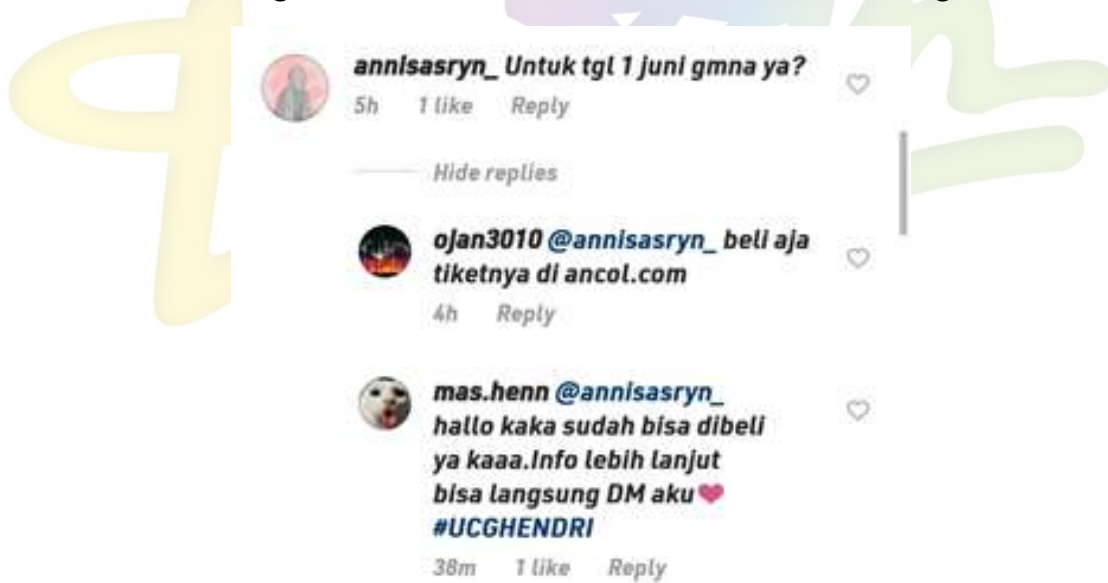 annisasryn_ Untuk tgl 1 juni gmna ya?
5h 1 like Reply
Hide replies
ojan3010 @annisasryn_ beli aja
tiketnya di ancol.com
4h Reply
mas.henn @annisasryn_
hallo kaka sudah bisa dibeli
ya kaaa.Info lebih lanjut
bisa langsung DM aku💗
#UCGHENDRI
38m 1 like Reply